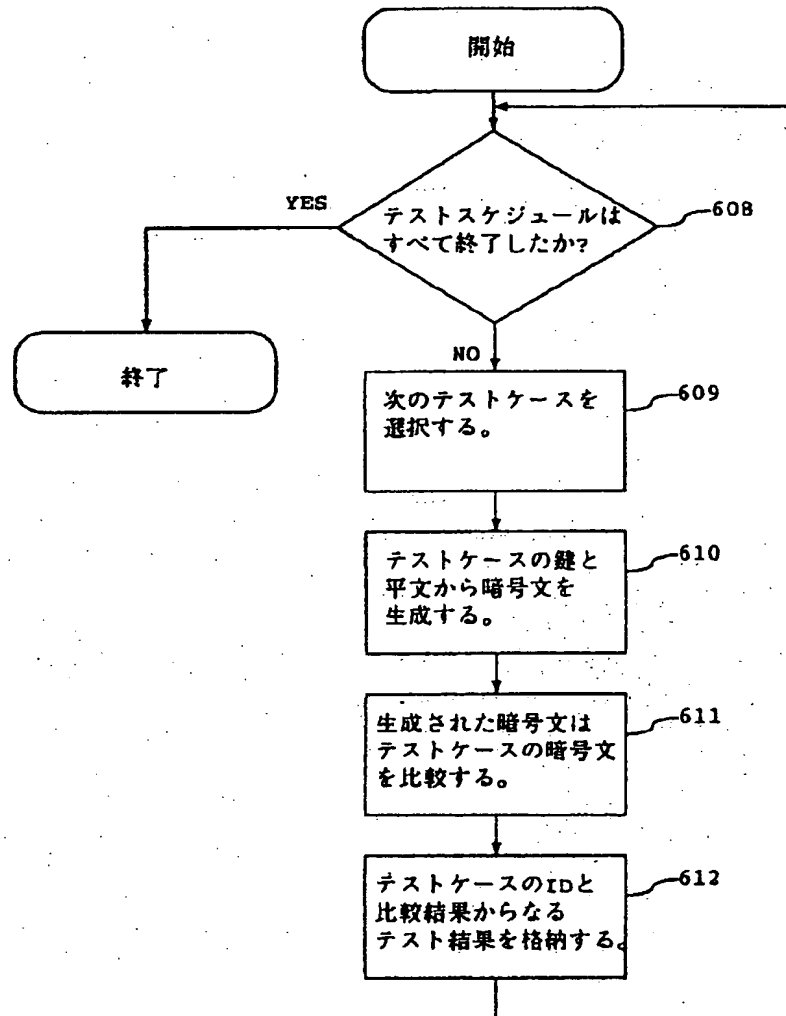 開始
YES
テストスケジュールは
すべて終了したか?
608
終了
NO
次のテストケースを
選択する。
609
テストケースの鍵と
平文から暗号文を
生成する。
610
生成された暗号文は
テストケースの暗号文
を比較する。
611
テストケースのIDと
比較結果からなる
テスト結果を格納する。
612